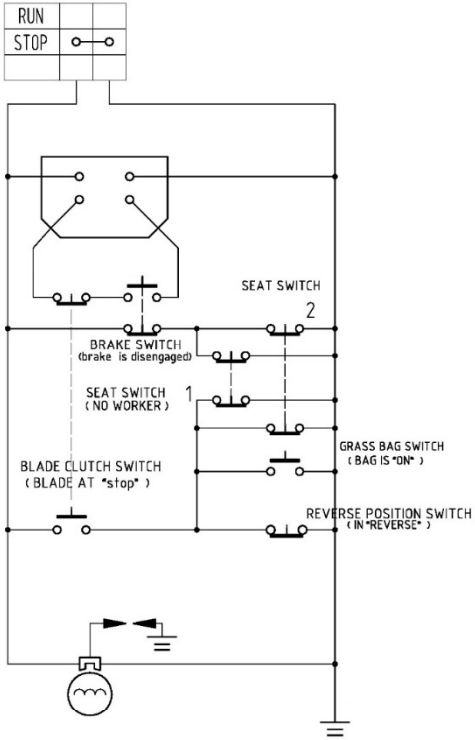 RUN
STOP
SEAT SWITCH
2
BRAKE SWITCH
(brake is disengaged)
SEAT SWITCH
( NO WORKER )
1
GRASS BAG SWITCH
( BAG IS "ON" )
BLADE CLUTCH SWITCH
( BLADE AT "stop" )
REVERSE POSITION SWITCH
( IN "REVERSE" )